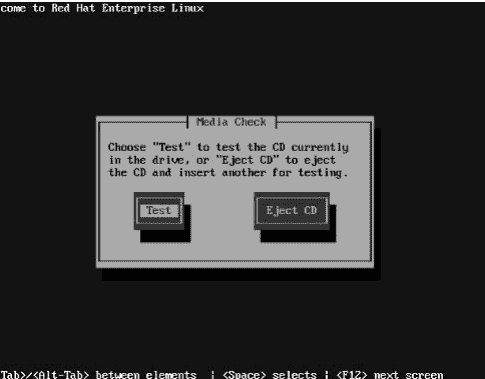 come to Red Hat Enterprise Linux
Media Check
Choose "Test" to test the CD currently
in the drive, or "Eject CD" to eject
the CD and insert another for testing.
Test
Eject CD
Tab>/<Alt-Tab> between elements | <Space> selects | <F12> next screen